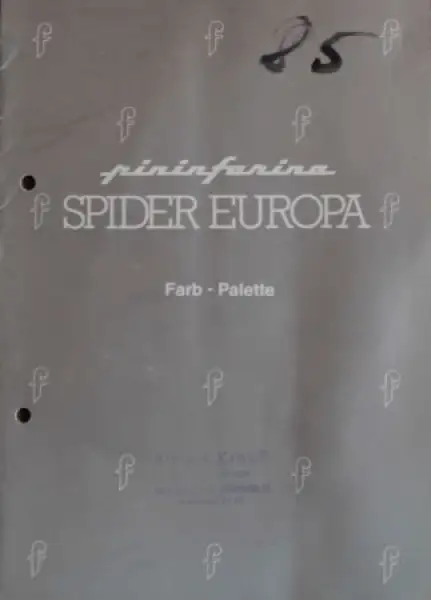 85
pininfarina
SPIDER EUROPA
Farb - Palette